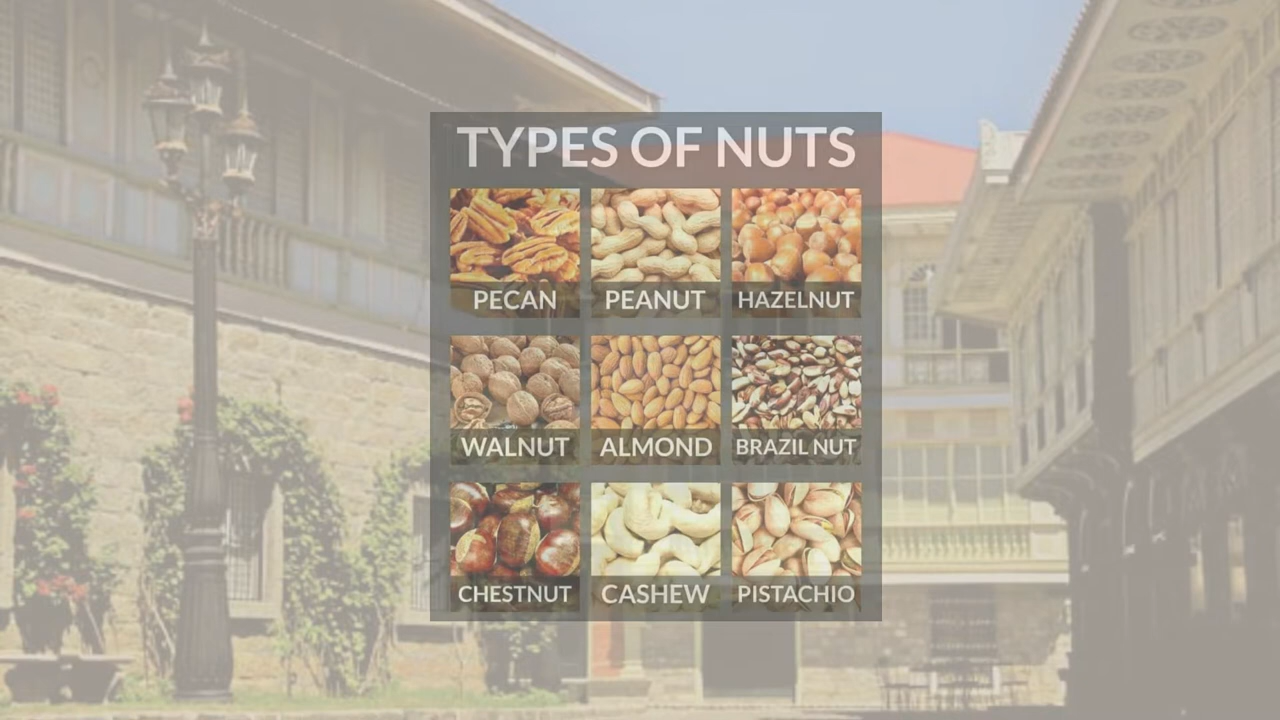 TYPES OF NUTS
PECAN PEANUT HAZELNUT
WALNUT ALMOND BRAZIL NUT
CHESTNUT CASHEW PISTACHIO